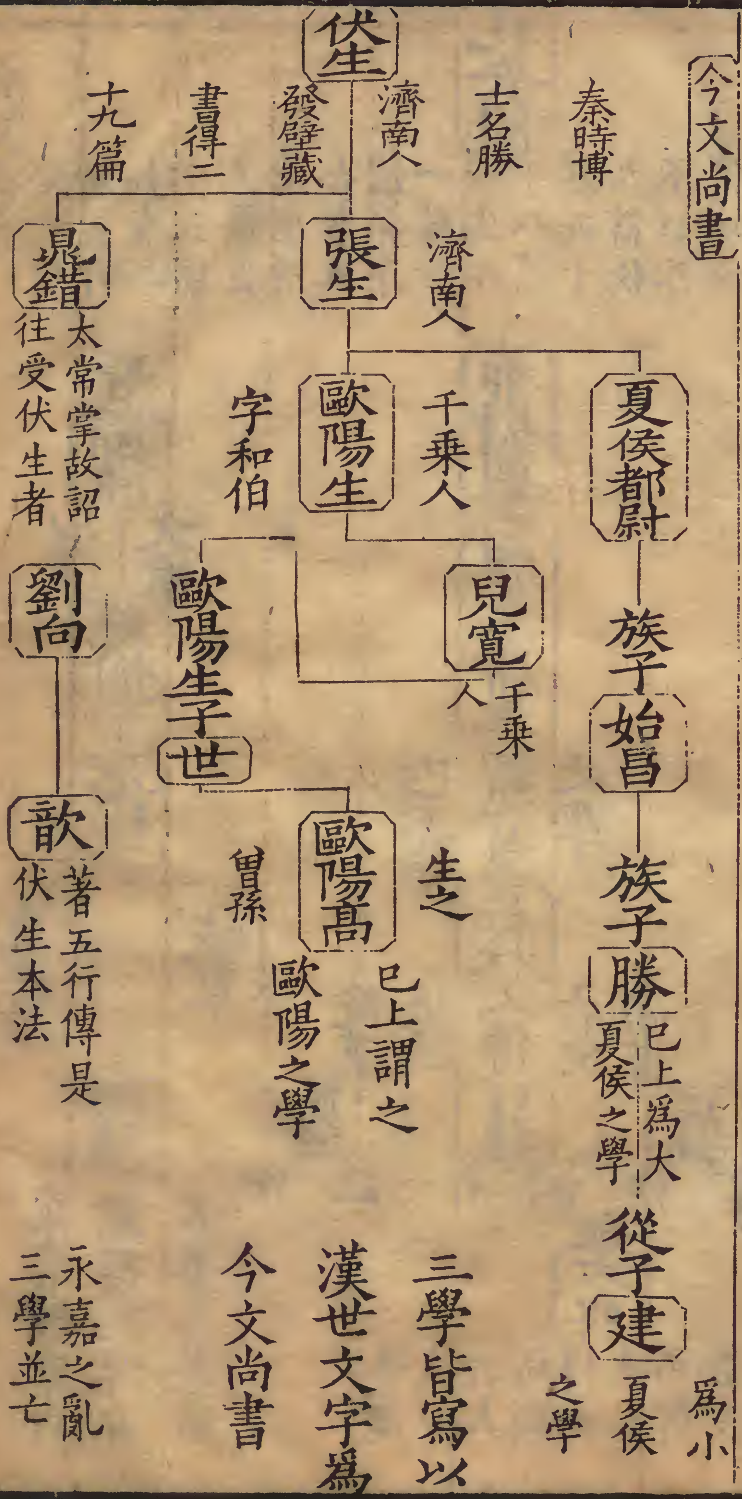 今文尚書
伏生
秦時博
士名勝
濟南人
發壁藏
書得二
十九篇
張生
濟南人
鼂錯
太常掌故詔
往受伏生者
夏侯都尉
歐陽生
千乗人
字和伯
族子
始昌
兒寛
千乗
人
歐陽生子
世
劉向
族子
勝
巳上爲大
夏侯之學
歐陽髙
生之
曾孫
巳上謂之
歐陽之學
歆
著五行傳是
伏生本法
從子
建
爲小
夏侯
之學
三學皆寫以
漢世文字爲
今文尚書
永嘉之亂
三學並亡